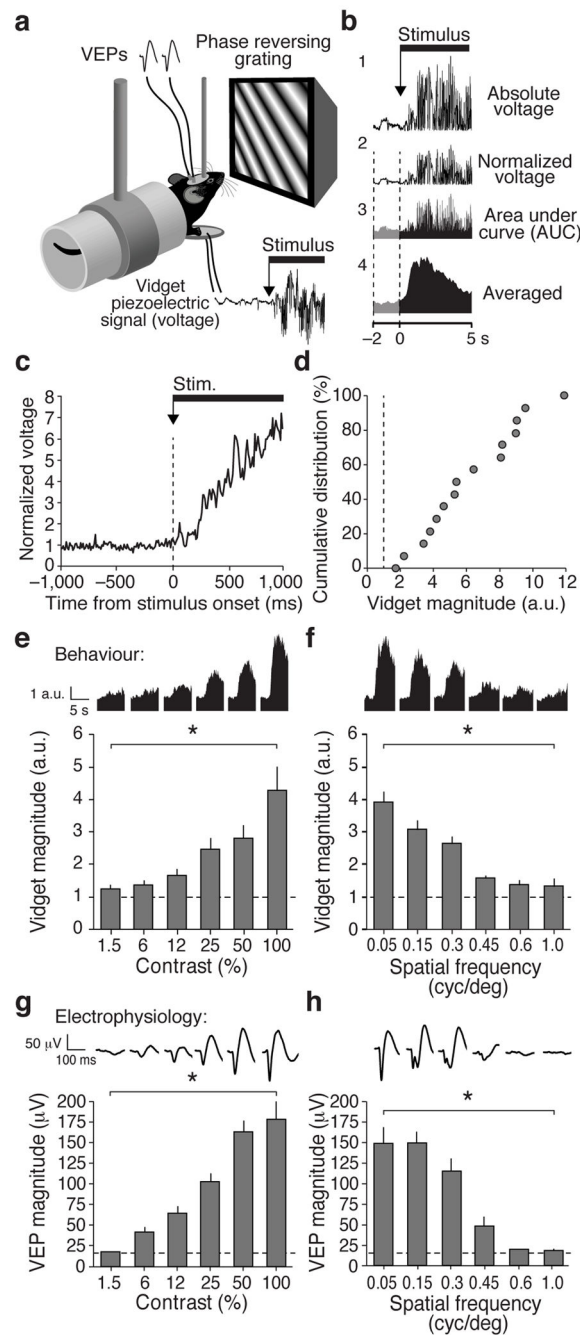 a
VEPs
Phase reversing
grating
Stimulus
Vidget
piezoelectric
signal (voltage)
b
Stimulus
1
Absolute
voltage
2
Normalized
voltage
3
Area under
curve (AUC)
4
Averaged
–2 0 5 s
c
Stim.
Normalized voltage
8
7
6
5
4
3
2
1
–1,000 –500 0 500 1,000
Time from stimulus onset (ms)
d
Cumulative distribution (%)
100
80
60
40
20
0
0 2 4 6 8 10 12
Vidget magnitude (a.u.)
e
Behaviour:
1 a.u.
5 s
*
Vidget magnitude (a.u.)
6
5
4
3
2
1
0
1.5 6 12 25 50 100
Contrast (%)
f
*
Vidget magnitude (a.u.)
6
5
4
3
2
1
0
0.05 0.15 0.3 0.45 0.6 1.0
Spatial frequency
(cyc/deg)
g
Electrophysiology:
50 µV
100 ms
*
VEP magnitude (µV)
200
175
150
125
100
75
50
25
0
1.5 6 12 25 50 100
Contrast (%)
h
*
VEP magnitude (µV)
200
175
150
125
100
75
50
25
0
0.05 0.15 0.3 0.45 0.6 1.0
Spatial frequency
(cyc/deg)